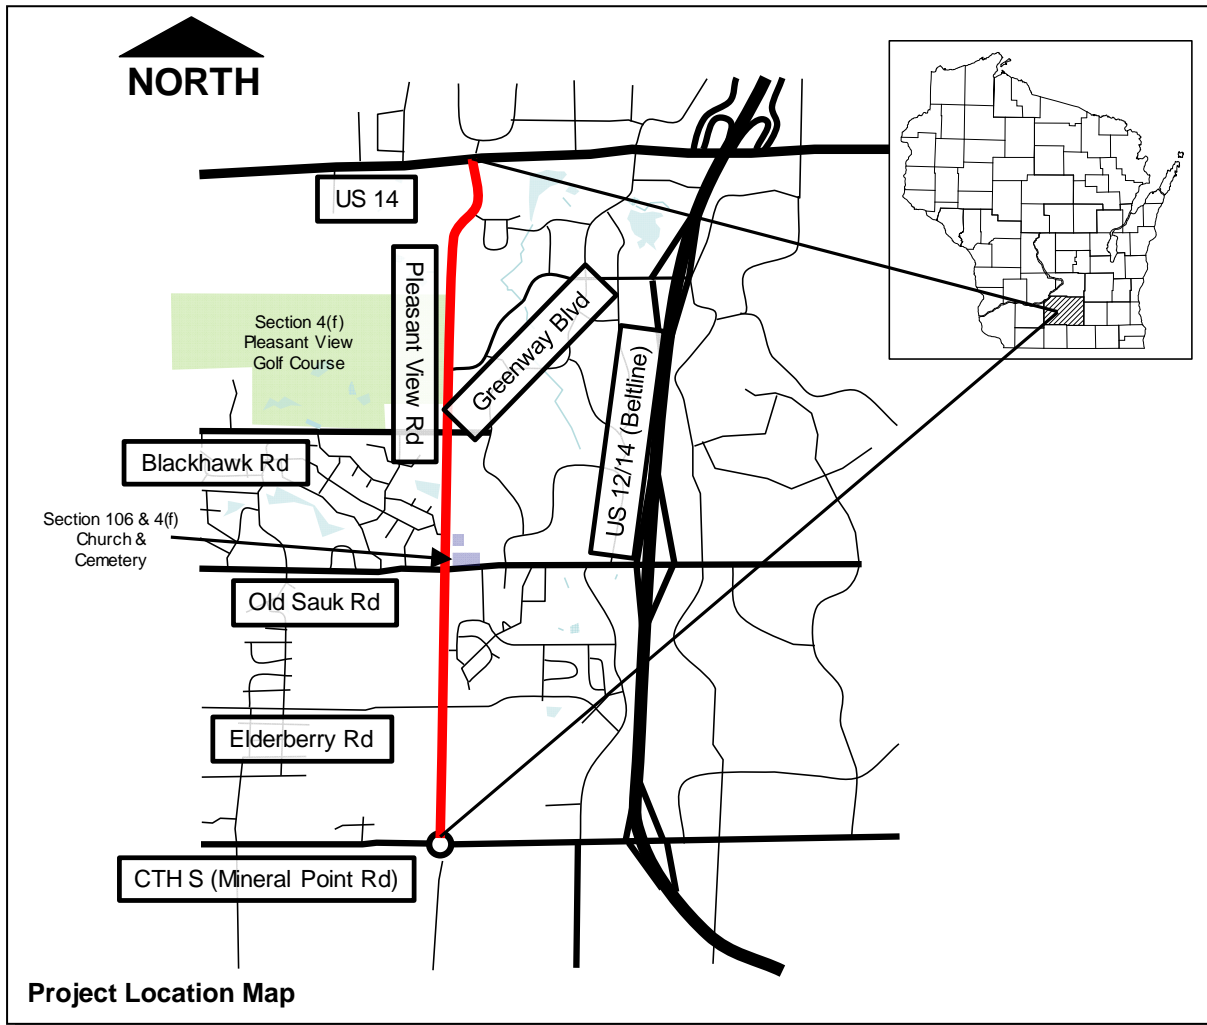 NORTH
US 14
Pleasant View Rd
Greenway Blvd
Section 4(f)
Pleasant View
Golf Course
US 12/14 (Beltline)
Blackhawk Rd
Section 106 & 4(f)
Church &
Cemetery
Old Sauk Rd
Elderberry Rd
CTH S (Mineral Point Rd)
Project Location Map